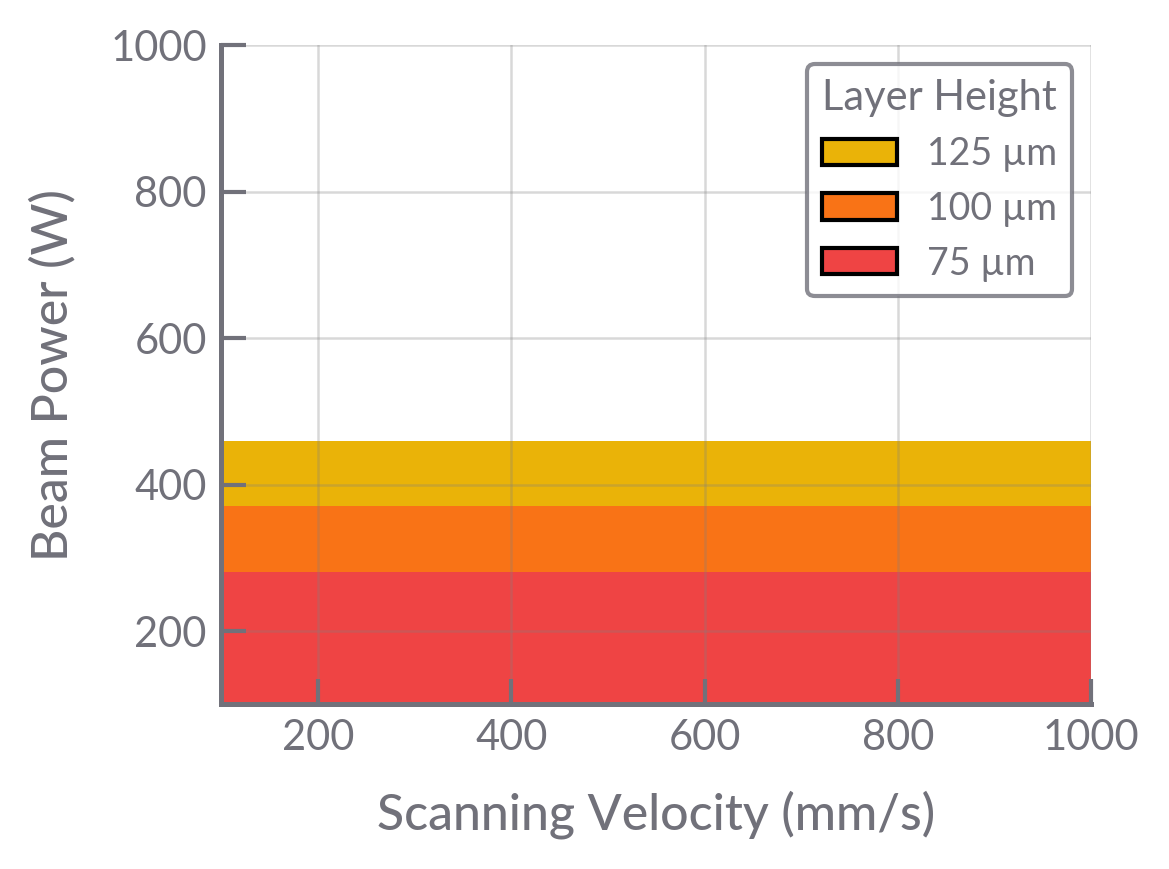 1000
800
600
400
200
Beam Power (W)
Layer Height
125 µm
100 µm
75 µm
200 400 600 800 1000
Scanning Velocity (mm/s)